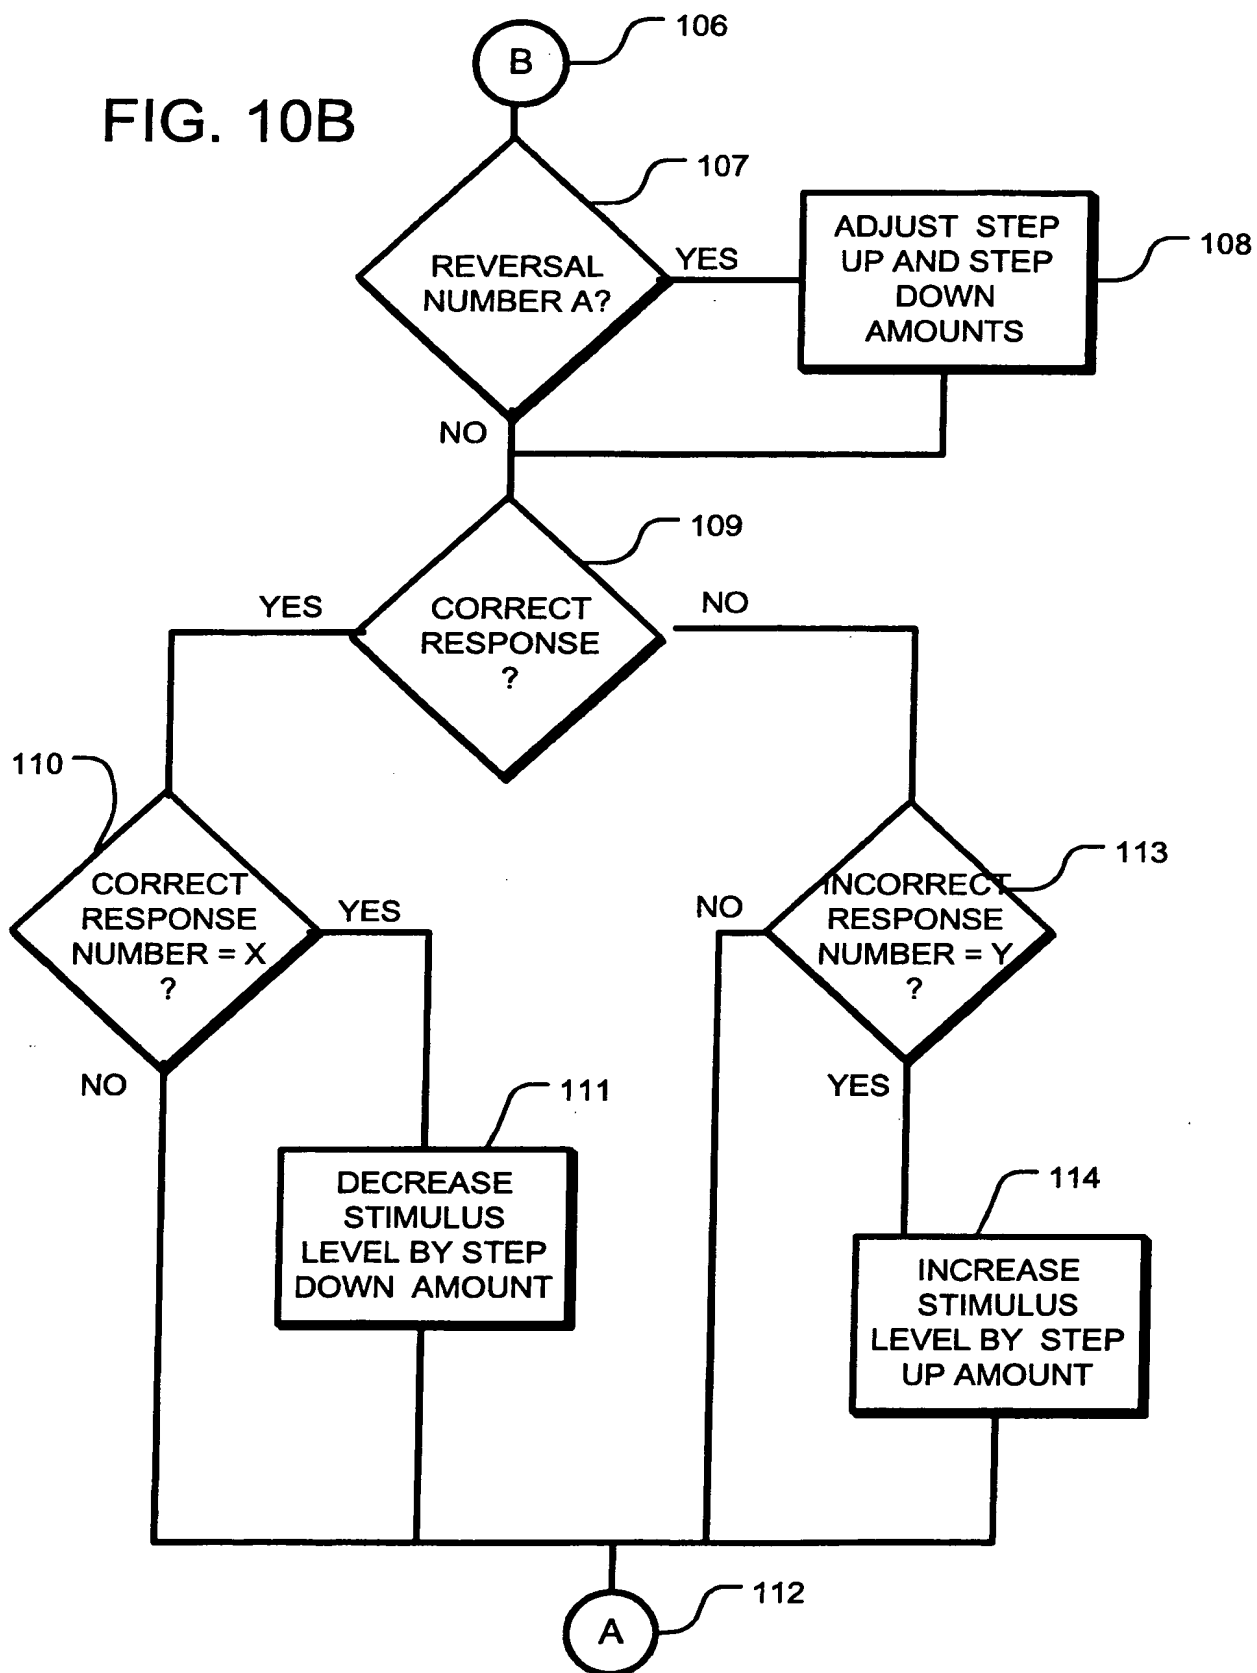 B
106
FIG. 10B
107
REVERSAL
NUMBER A?
YES
ADJUST STEP
UP AND STEP
DOWN
AMOUNTS
108
NO
109
CORRECT
RESPONSE
?
YES
NO
110
CORRECT
RESPONSE
NUMBER = X
?
YES
NO
113
INCORRECT
RESPONSE
NUMBER = Y
?
NO
YES
111
DECREASE
STIMULUS
LEVEL BY STEP
DOWN AMOUNT
114
INCREASE
STIMULUS
LEVEL BY STEP
UP AMOUNT
A
112